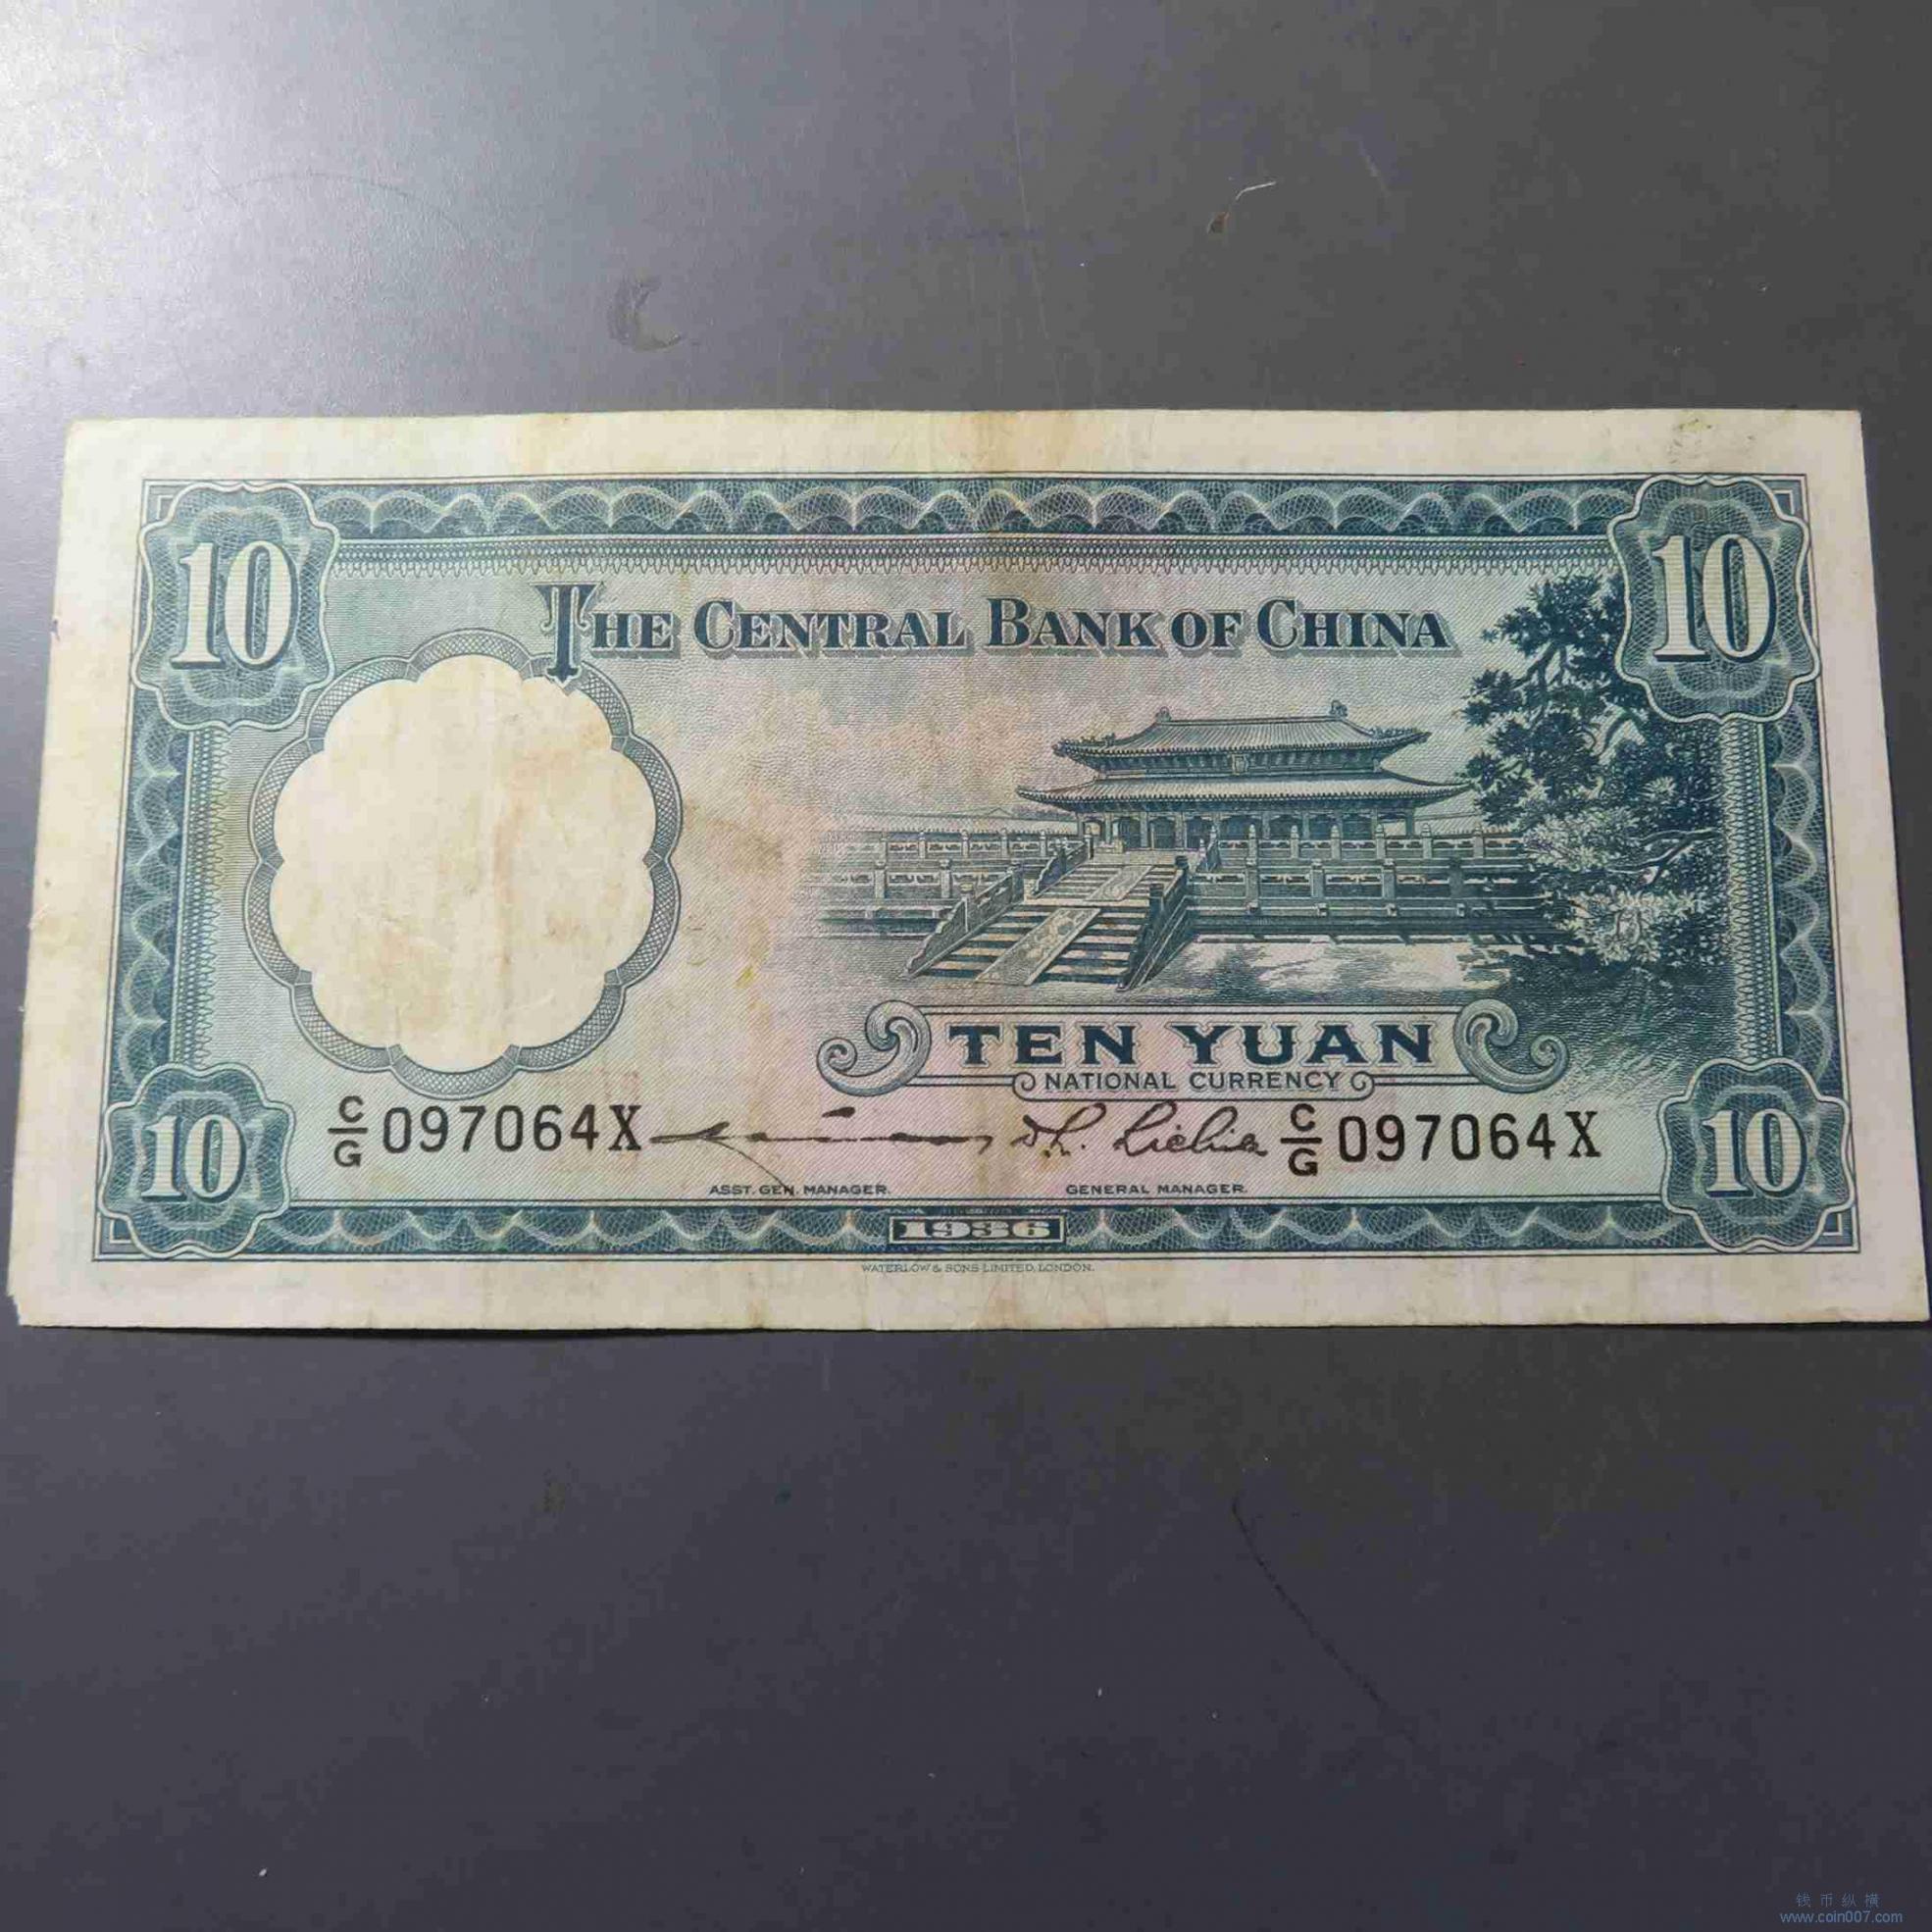 10 10
THE CENTRAL BANK OF CHINA
TEN YUAN
NATIONAL CURRENCY
C/G 097064X C/G 097064X
ASST. GEN. MANAGER. GENERAL MANAGER.
10 10
1936
WATERLOW & SONS LIMITED, LONDON.
钱币纵横
www.coin007.com